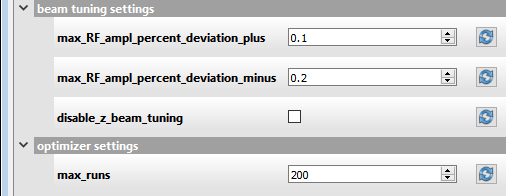 beam tuning settings
max_RF_ampl_percent_deviation_plus 0.1
max_RF_ampl_percent_deviation_minus 0.2
disable_z_beam_tuning
optimizer settings
max_runs 200